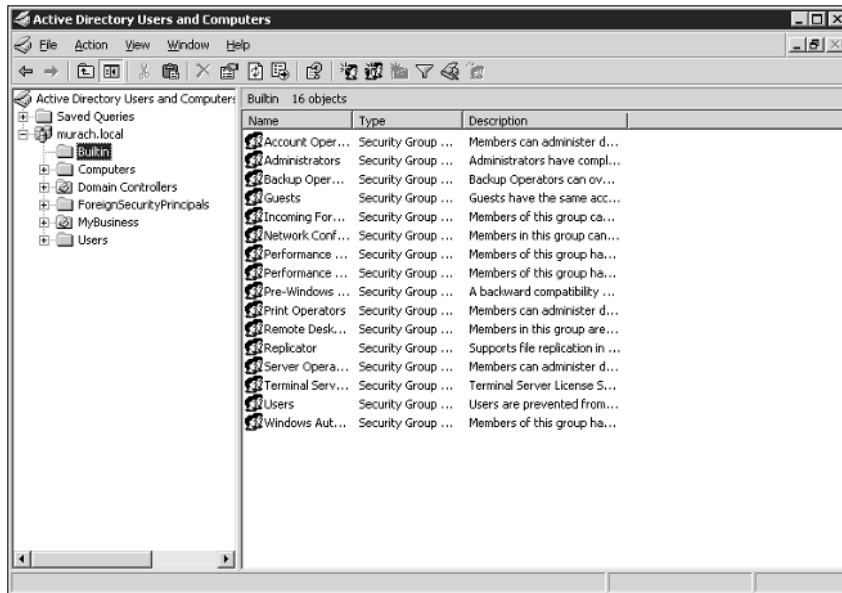 Active Directory Users and Computers
File Action View Window Help
Active Directory Users and Computers
Saved Queries
murach.local
Builtin
Computers
Domain Controllers
ForeignSecurityPrincipals
MyBusiness
Users
Builtin 16 objects
Name Type Description
Account Oper... Security Group ... Members can administer d...
Administrators Security Group ... Administrators have compl...
Backup Oper... Security Group ... Backup Operators can ov...
Guests Security Group ... Guests have the same acc...
Incoming For... Security Group ... Members of this group ca...
Network Conf... Security Group ... Members in this group can...
Performance ... Security Group ... Members of this group ha...
Performance ... Security Group ... Members of this group ha...
Pre-Windows ... Security Group ... A backward compatibility ...
Print Operators Security Group ... Members can administer d...
Remote Desk... Security Group ... Members in this group are...
Replicator Security Group ... Supports file replication in ...
Server Opera... Security Group ... Members can administer d...
Terminal Serv... Security Group ... Terminal Server License S...
Users Security Group ... Users are prevented from...
Windows Aut... Security Group ... Members of this group ha...